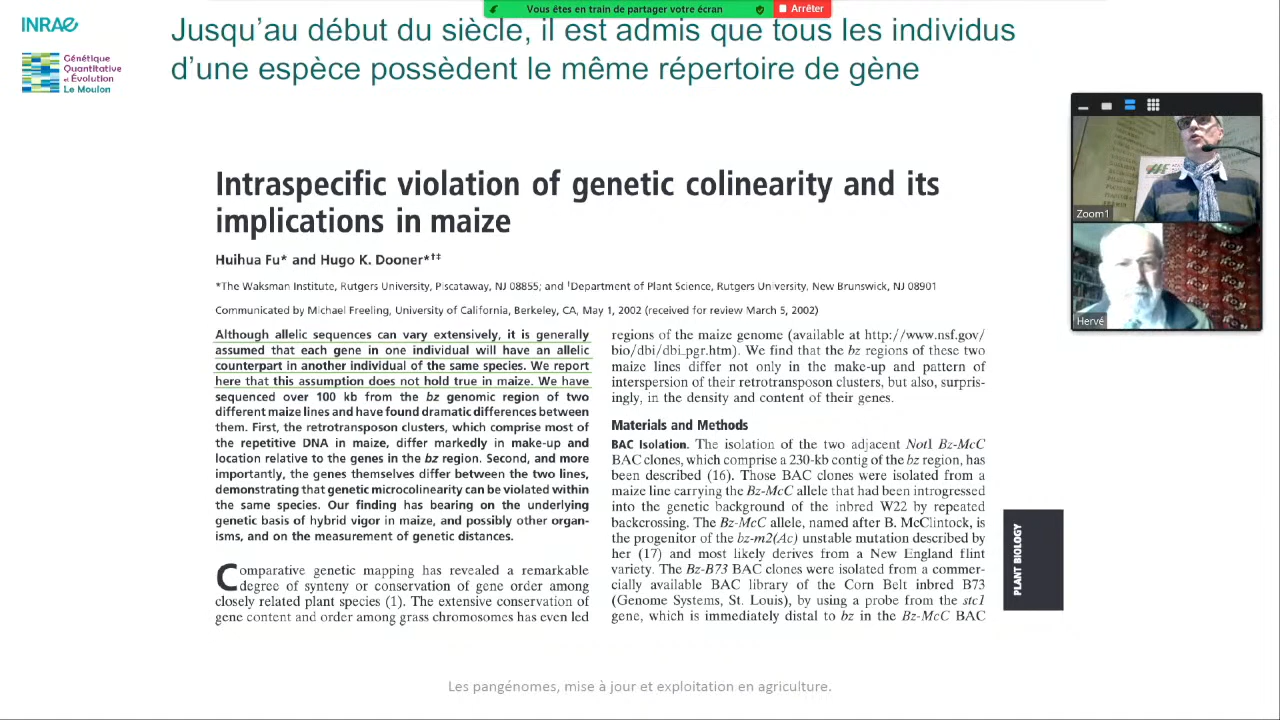 Vous êtes en train de partager votre écran
Arrêter
INRAE
Génétique
Quantitative
et Évolution
Le Moulon
Jusqu'au début du siècle, il est admis que tous les individus
d'une espèce possèdent le même répertoire de gène
Intraspecific violation of genetic colinearity and its
implications in maize
Huihua Fu* and Hugo K. Dooner*†‡
*The Waksman Institute, Rutgers University, Piscataway, NJ 08855; and †Department of Plant Science, Rutgers University, New Brunswick, NJ 08901
Communicated by Michael Freeling, University of California, Berkeley, CA, May 1, 2002 (received for review March 5, 2002)
Although allelic sequences can vary extensively, it is generally
assumed that each gene in one individual will have an allelic
counterpart in another individual of the same species. We report
here that this assumption does not hold true in maize. We have
sequenced over 100 kb from the bz genomic region of two
different maize lines and have found dramatic differences between
them. First, the retrotransposon clusters, which comprise most of
the repetitive DNA in maize, differ markedly in make-up and
location relative to the genes in the bz region. Second, and more
importantly, the genes themselves differ between the two lines,
demonstrating that genetic microcolinearity can be violated within
the same species. Our finding has bearing on the underlying
genetic basis of hybrid vigor in maize, and possibly other organ-
isms, and on the measurement of genetic distances.
Comparative genetic mapping has revealed a remarkable
degree of synteny or conservation of gene order among
closely related plant species (1). The extensive conservation of
gene content and order among grass chromosomes has even led
regions of the maize genome (available at http://www.nsf.gov/
bio/dbi/dbi_pgr.htm). We find that the bz regions of these two
maize lines differ not only in the make-up and pattern of
interspersion of their retrotransposon clusters, but also, surpris-
ingly, in the density and content of their genes.
Materials and Methods
BAC Isolation. The isolation of the two adjacent NotI Bz-McC
BAC clones, which comprise a 230-kb contig of the bz region, has
been described (16). Those BAC clones were isolated from a
maize line carrying the Bz-McC allele that had been introgressed
into the genetic background of the inbred W22 by repeated
backcrossing. The Bz-McC allele, named after B. McClintock, is
the progenitor of the bz-m2(Ac) unstable mutation described by
her (17) and most likely derives from a New England flint
variety. The Bz-B73 BAC clones were isolated from a commer-
cially available BAC library of the Corn Belt inbred B73
(Genome Systems, St. Louis), by using a probe from the stc1
gene, which is immediately distal to bz in the Bz-McC BAC
PLANT BIOLOGY
Zoom1
Hervé
Les pangénomes, mise à jour et exploitation en agriculture.